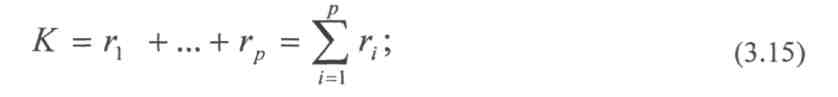 K = r₁ +...+ rₚ = ∑ᵢ₌₁ᵖ rᵢ; (3.15)